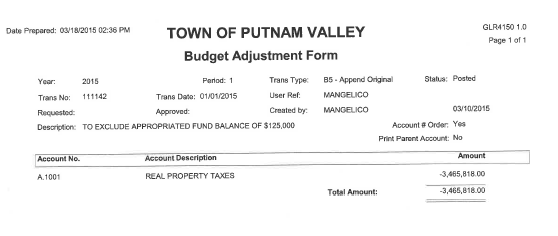 Date Prepared: 03/18/2015 02:36 PM
TOWN OF PUTNAM VALLEY
GLR4150 1.0
Page 1 of 1
Budget Adjustment Form
Year: 2015 Period: 1 Trans Type: B5 - Append Original Status: Posted
Trans No: 111142 Trans Date: 01/01/2015 User Ref: MANGELICO
Requested: Approved: Created by: MANGELICO 03/10/2015
Description: TO EXCLUDE APPROPRIATED FUND BALANCE OF $125,000 Account # Order: Yes
Print Parent Account: No
Account No. Account Description Amount
A.1001 REAL PROPERTY TAXES -3,465,818.00
Total Amount: -3,465,818.00